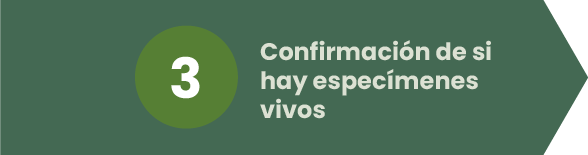 3
Confirmación de si
hay especímenes
vivos